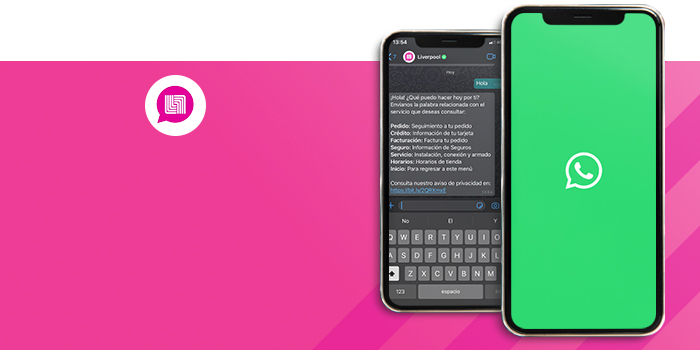 13:54
7 Liverpool
Hoy
Hola
¡Hola! ¿Qué puedo hacer hoy por ti?
Envíanos la palabra relacionada con el
servicio que deseas consultar:
Pedido: Seguimiento a tu pedido
Crédito: Información de tu tarjeta
Facturación: Factura tu pedido
Seguro: Información de Seguros
Servicio: Instalación, conexión y armado
Horarios: Horarios de tienda
Inicio: Para regresar a este menú
Consulta nuestro aviso de privacidad en:
No El Y
Q W E R T Y U I O
A S D F G H J K L
Z X C V B N M
123 espacio